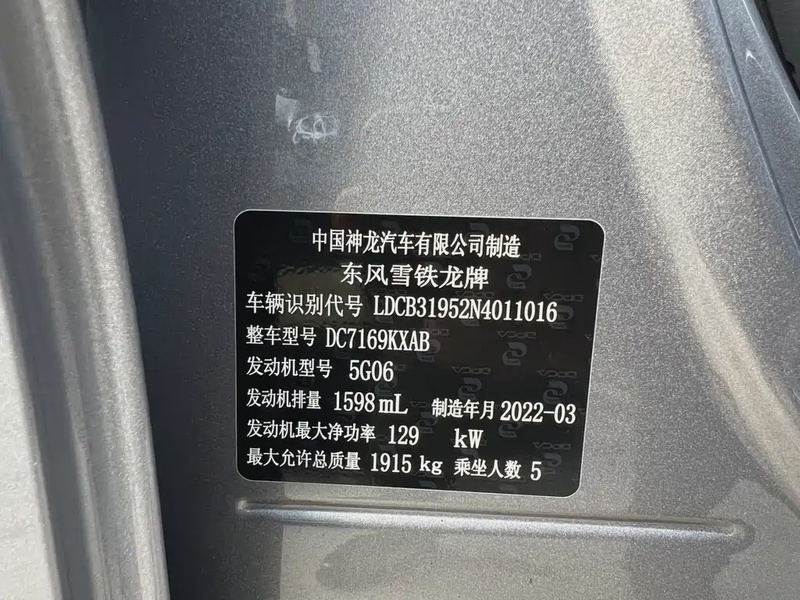 中国神龙汽车有限公司制造
东风雪铁龙牌
车辆识别代号 LDCB31952N4011016
整车型号 DC7169KXAB
发动机型号 5G06
发动机排量 1598mL 制造年月 2022-03
发动机最大净功率 129 kW
最大允许总质量 1915 kg 乘坐人数 5